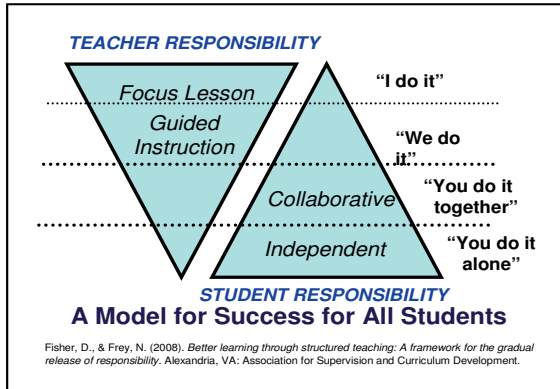 TEACHER RESPONSIBILITY
Focus Lesson
“I do it”
Guided
Instruction
“We do
it”
Collaborative
“You do it
together”
Independent
“You do it
alone”
STUDENT RESPONSIBILITY
A Model for Success for All Students
Fisher, D., & Frey, N. (2008). Better learning through structured teaching: A framework for the gradual
release of responsibility. Alexandria, VA: Association for Supervision and Curriculum Development.